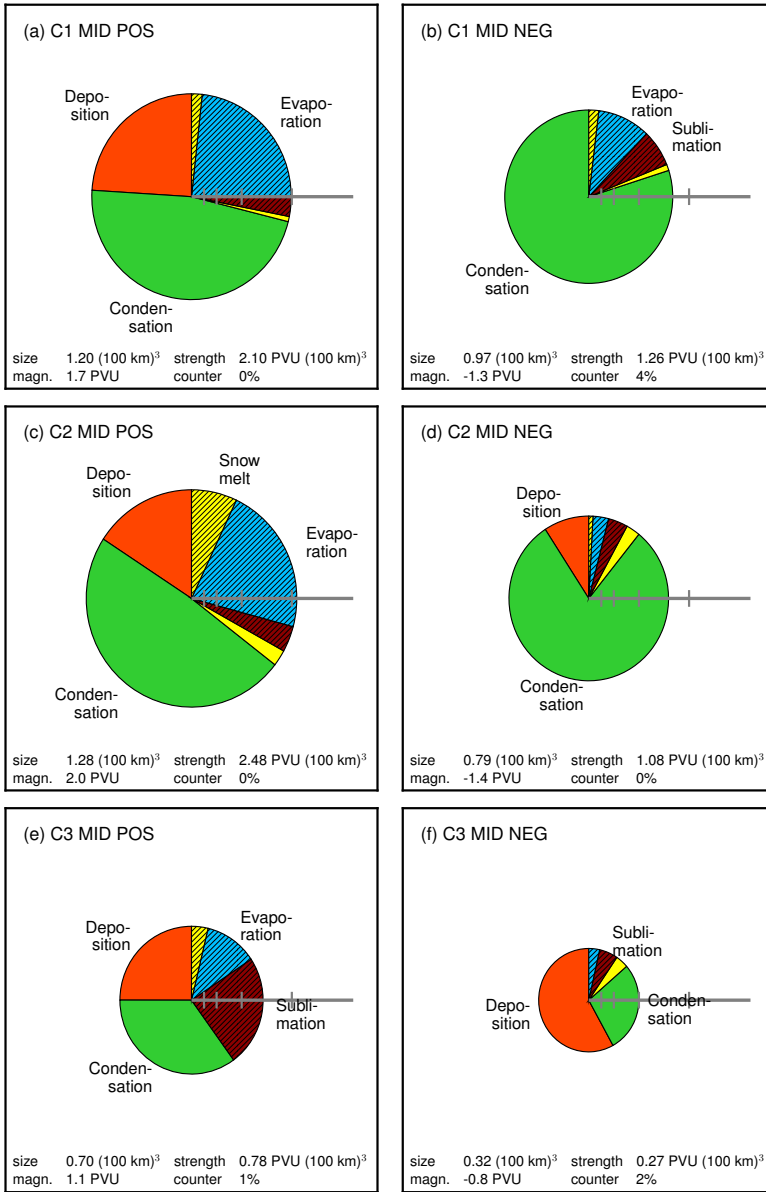 (a) C1 MID POS
Depo-
sition
Evapo-
ration
Conden-
sation
size 1.20 (100 km)³ strength 2.10 PVU (100 km)³
magn. 1.7 PVU counter 0%
(b) C1 MID NEG
Evapo-
ration
Subli-
mation
Conden-
sation
size 0.97 (100 km)³ strength 1.26 PVU (100 km)³
magn. -1.3 PVU counter 4%
(c) C2 MID POS
Depo-
sition
Snow
melt
Evapo-
ration
Conden-
sation
size 1.28 (100 km)³ strength 2.48 PVU (100 km)³
magn. 2.0 PVU counter 0%
(d) C2 MID NEG
Depo-
sition
Conden-
sation
size 0.79 (100 km)³ strength 1.08 PVU (100 km)³
magn. -1.4 PVU counter 0%
(e) C3 MID POS
Depo-
sition
Evapo-
ration
Subli-
mation
Conden-
sation
size 0.70 (100 km)³ strength 0.78 PVU (100 km)³
magn. 1.1 PVU counter 1%
(f) C3 MID NEG
Subli-
mation
Depo-
sition
Conden-
sation
size 0.32 (100 km)³ strength 0.27 PVU (100 km)³
magn. -0.8 PVU counter 2%